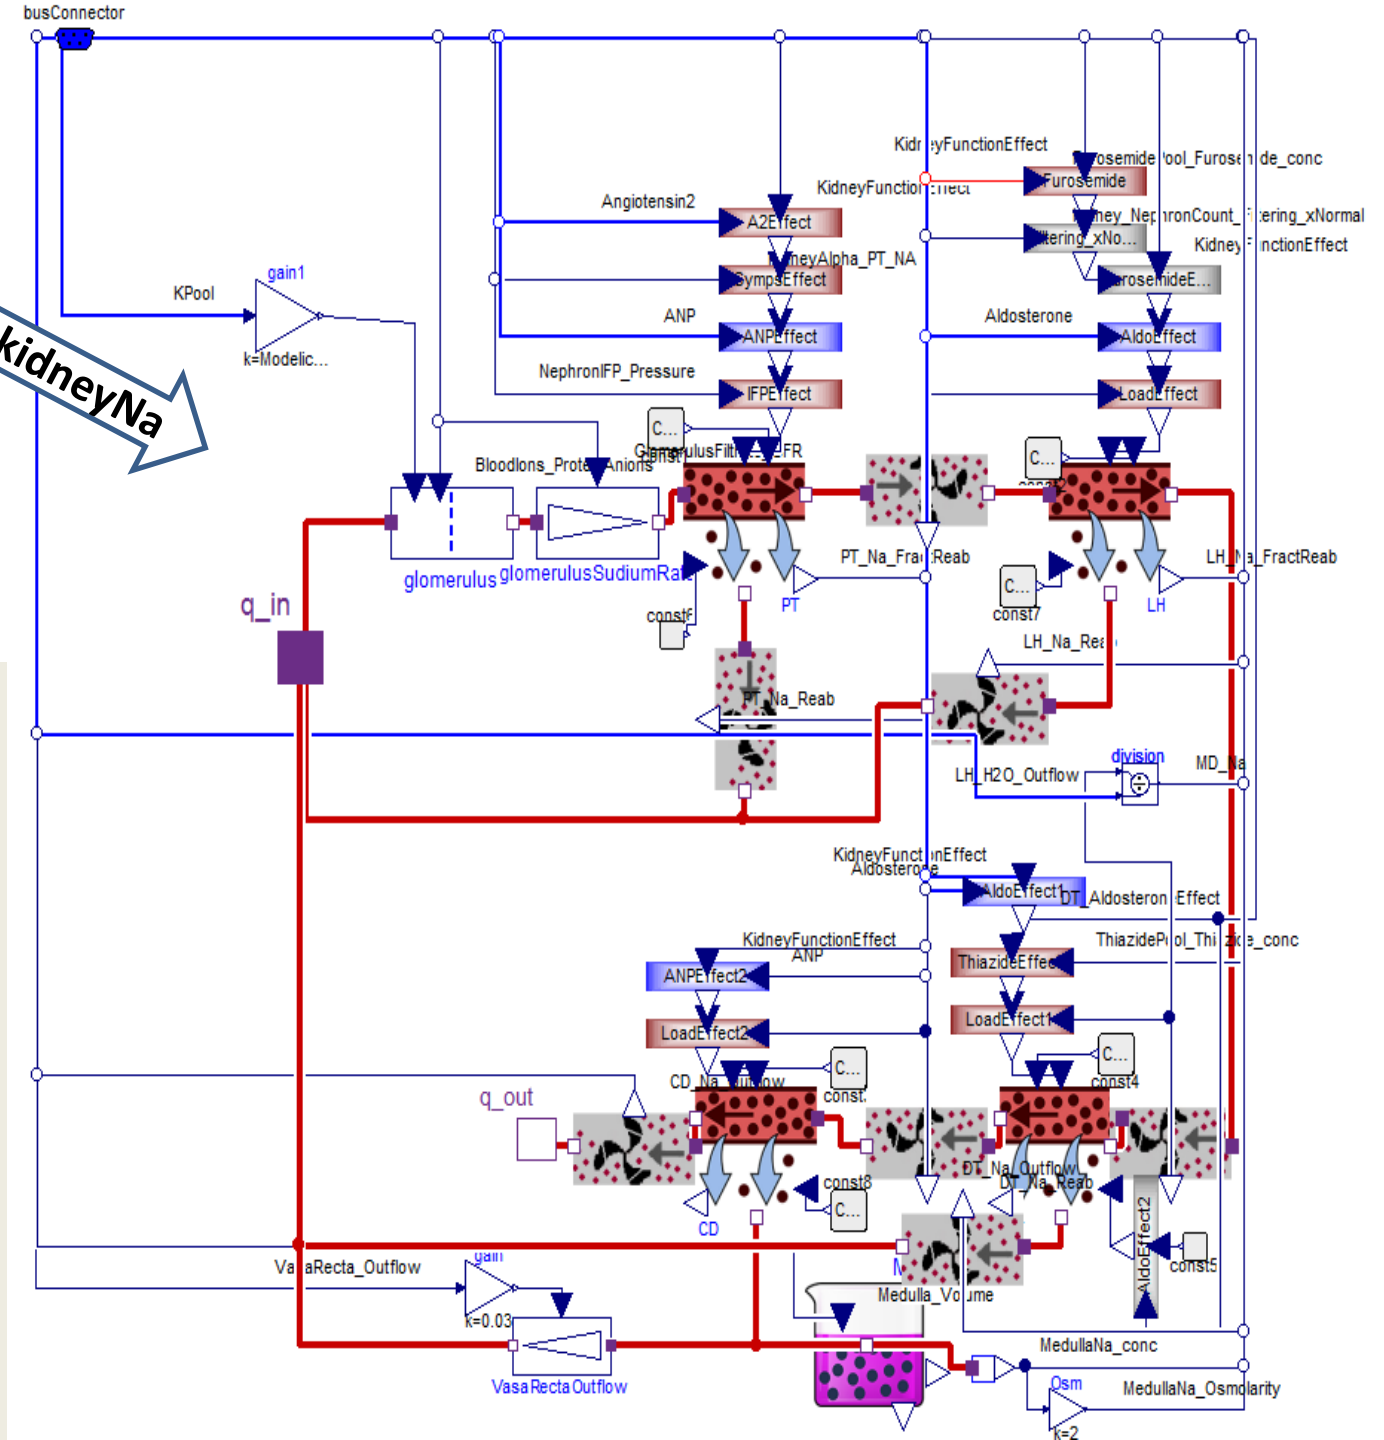 busConnector
KidneyFunctionEffect
KidneyFunctionEffect
Furosemide
Angiotensin2
A2Effect
KidneyFunctionEffect
gain1
KPool
SympsEffect
ANP
ANPEffect
Aldosterone
AldoEffect
k=Modelic...
kidneyNa
NephronIFP_Pressure
IFPEffect
LoadEffect
C...
C...
glomerulus
glomerulusSudiumRa
PT_Na_FractReab
LH_Na_FractReab
C...
PT
LH
const7
q_in
LH_Na_Reab
PT_Na_Reab
division
MD_Na
LH_H2O_Outflow
KidneyFunctionEffect
Aldosterone
AldoEffect1
DT_AldosteroneEffect
KidneyFunctionEffect
ANP
ThiazidePool_Thiazide_conc
ANPEffect2
ThiazideEffect
LoadEffect2
LoadEffect1
C...
C...
CD_Na_Outflow
const4
q_out
DT_Na_Outflow
DT_Na_Reab
const8
C...
CD
AldoEffect2
const5
gain
VasaRecta_Outflow
Medulla_Volume
k=0.03
MedullaNa_conc
VasaRectaOutflow
Osm
MedullaNa_Osmolarity
k=2